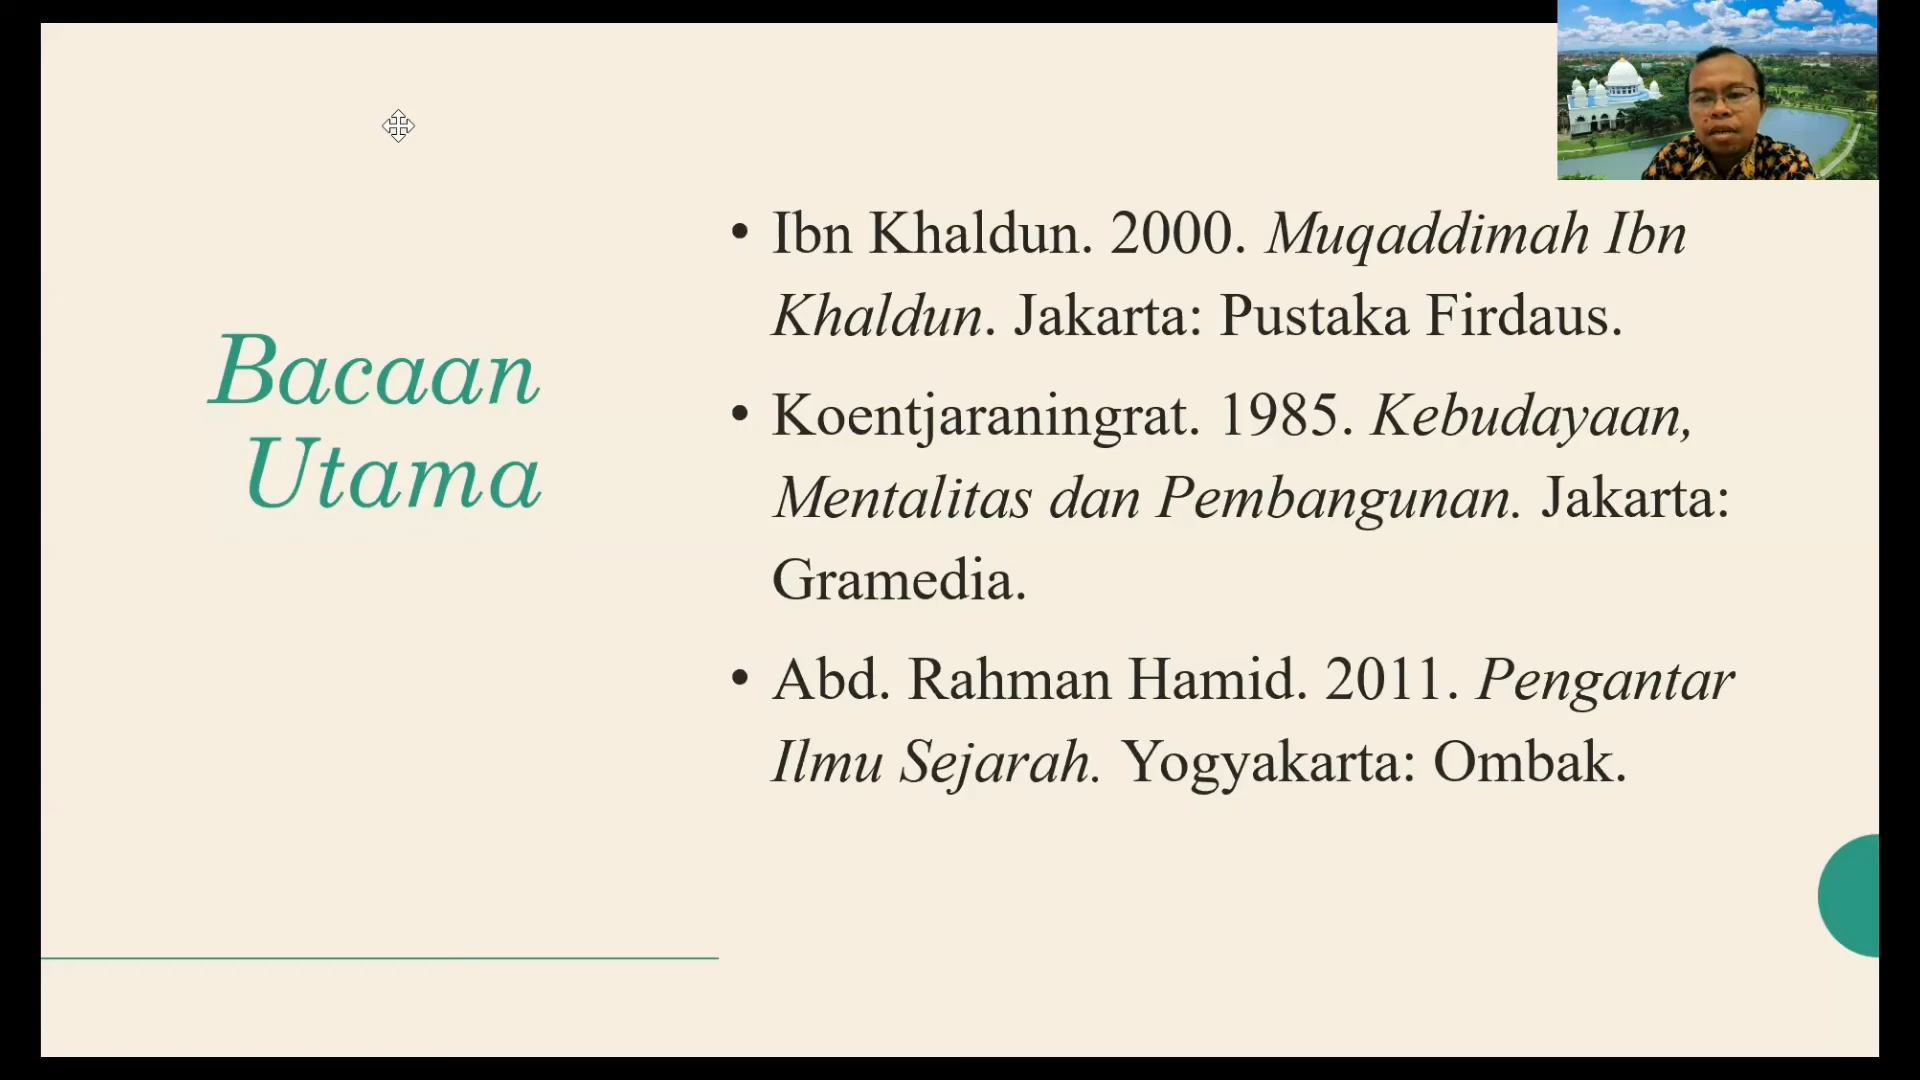 Bacaan
Utama
• Ibn Khaldun. 2000. Muqaddimah Ibn
Khaldun. Jakarta: Pustaka Firdaus.
• Koentjaraningrat. 1985. Kebudayaan,
Mentalitas dan Pembangunan. Jakarta:
Gramedia.
• Abd. Rahman Hamid. 2011. Pengantar
Ilmu Sejarah. Yogyakarta: Ombak.